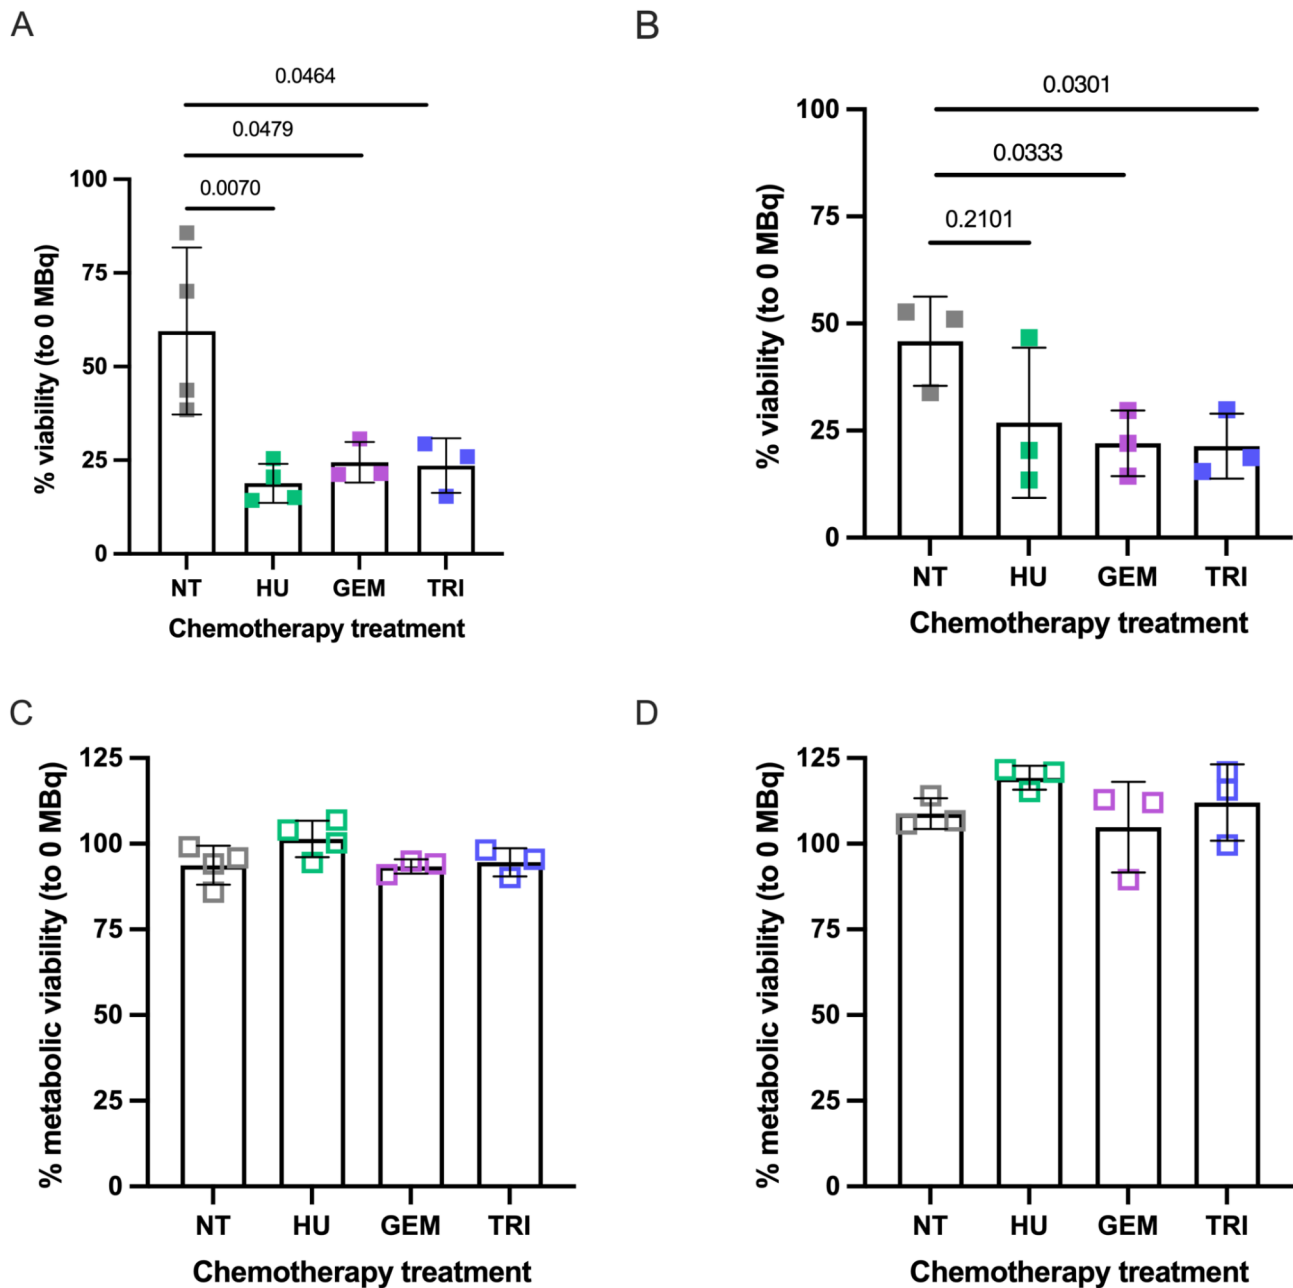 A
0.0464
0.0479
0.0070
100
75
50
25
0
% viability (to 0 MBq)
NT HU GEM TRI
Chemotherapy treatment
B
0.0301
0.0333
0.2101
100
75
50
25
0
% viability (to 0 MBq)
NT HU GEM TRI
Chemotherapy treatment
C
125
100
75
50
25
0
% metabolic viability (to 0 MBq)
NT HU GEM TRI
Chemotherapy treatment
D
125
100
75
50
25
0
% metabolic viability (to 0 MBq)
NT HU GEM TRI
Chemotherapy treatment